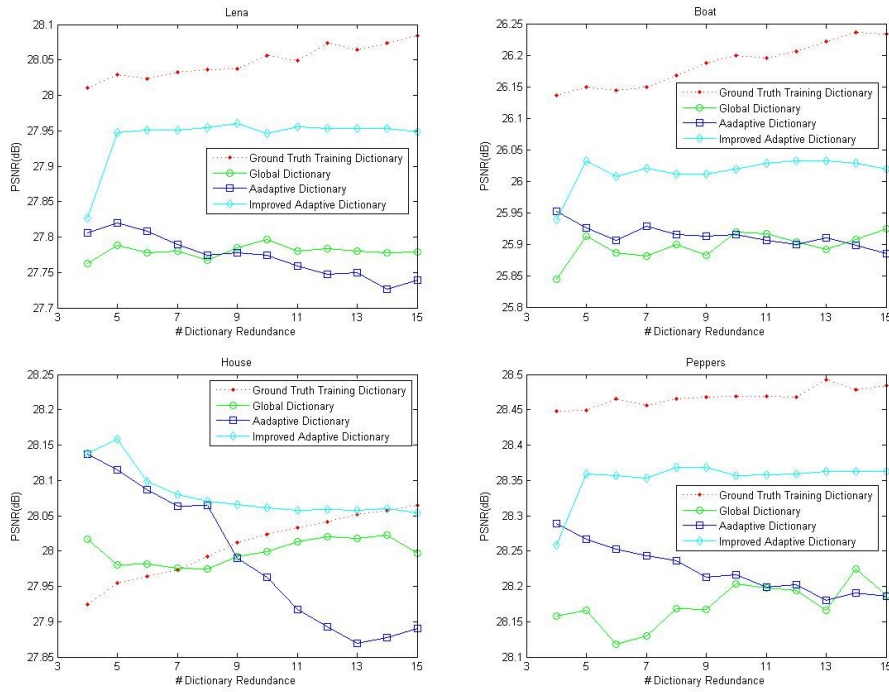 Lena
28.1
28.05
28
27.95
27.9
27.85
27.8
27.75
27.7
PSNR(dB)
3 5 7 9 11 13 15
# Dictionary Redundance
Ground Truth Training Dictionary
Global Dictionary
Aadaptive Dictionary
Improved Adaptive Dictionary
Boat
26.25
26.2
26.15
26.1
26.05
26
25.95
25.9
25.85
25.8
PSNR(dB)
3 5 7 9 11 13 15
# Dictionary Redundance
Ground Truth Training Dictionary
Global Dictionary
Aadaptive Dictionary
Improved Adaptive Dictionary
House
28.25
28.2
28.15
28.1
28.05
28
27.95
27.9
27.85
PSNR(dB)
3 5 7 9 11 13 15
# Dictionary Redundance
Ground Truth Training Dictionary
Global Dictionary
Aadaptive Dictionary
Improved Adaptive Dictionary
Peppers
28.5
28.45
28.4
28.35
28.3
28.25
28.2
28.15
28.1
PSNR(dB)
3 5 7 9 11 13 15
# Dictionary Redundance
Ground Truth Training Dictionary
Global Dictionary
Aadaptive Dictionary
Improved Adaptive Dictionary